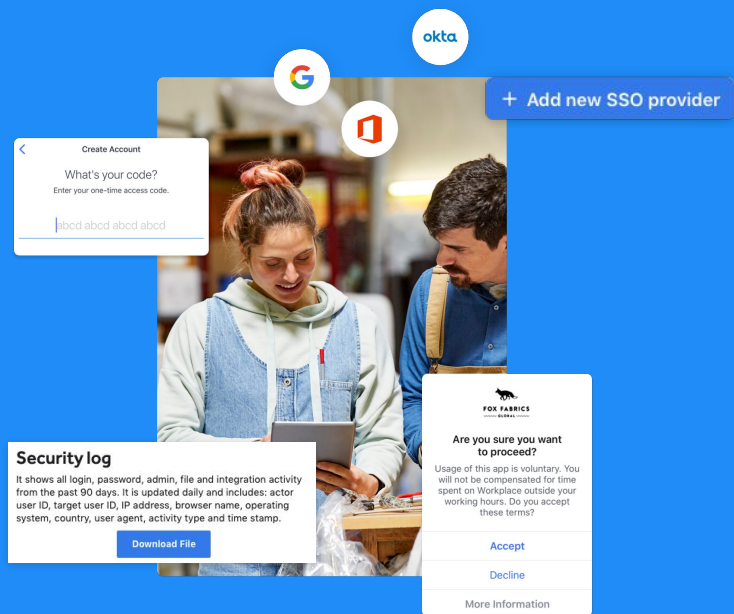 okta
+ Add new SSO provider
Create Account
What's your code?
Enter your one-time access code.
abcd abcd abcd abcd
FOX FABRICS
GLOBAL
Are you sure you want
to proceed?
Usage of this app is voluntary. You
will not be compensated for time
spent on Workplace outside your
working hours. Do you accept
these terms?
Accept
Decline
More Information
Security log
It shows all login, password, admin, file and integration activity
from the past 90 days. It is updated daily and includes: actor
user ID, target user ID, IP address, browser name, operating
system, country, user agent, activity type and time stamp.
Download File